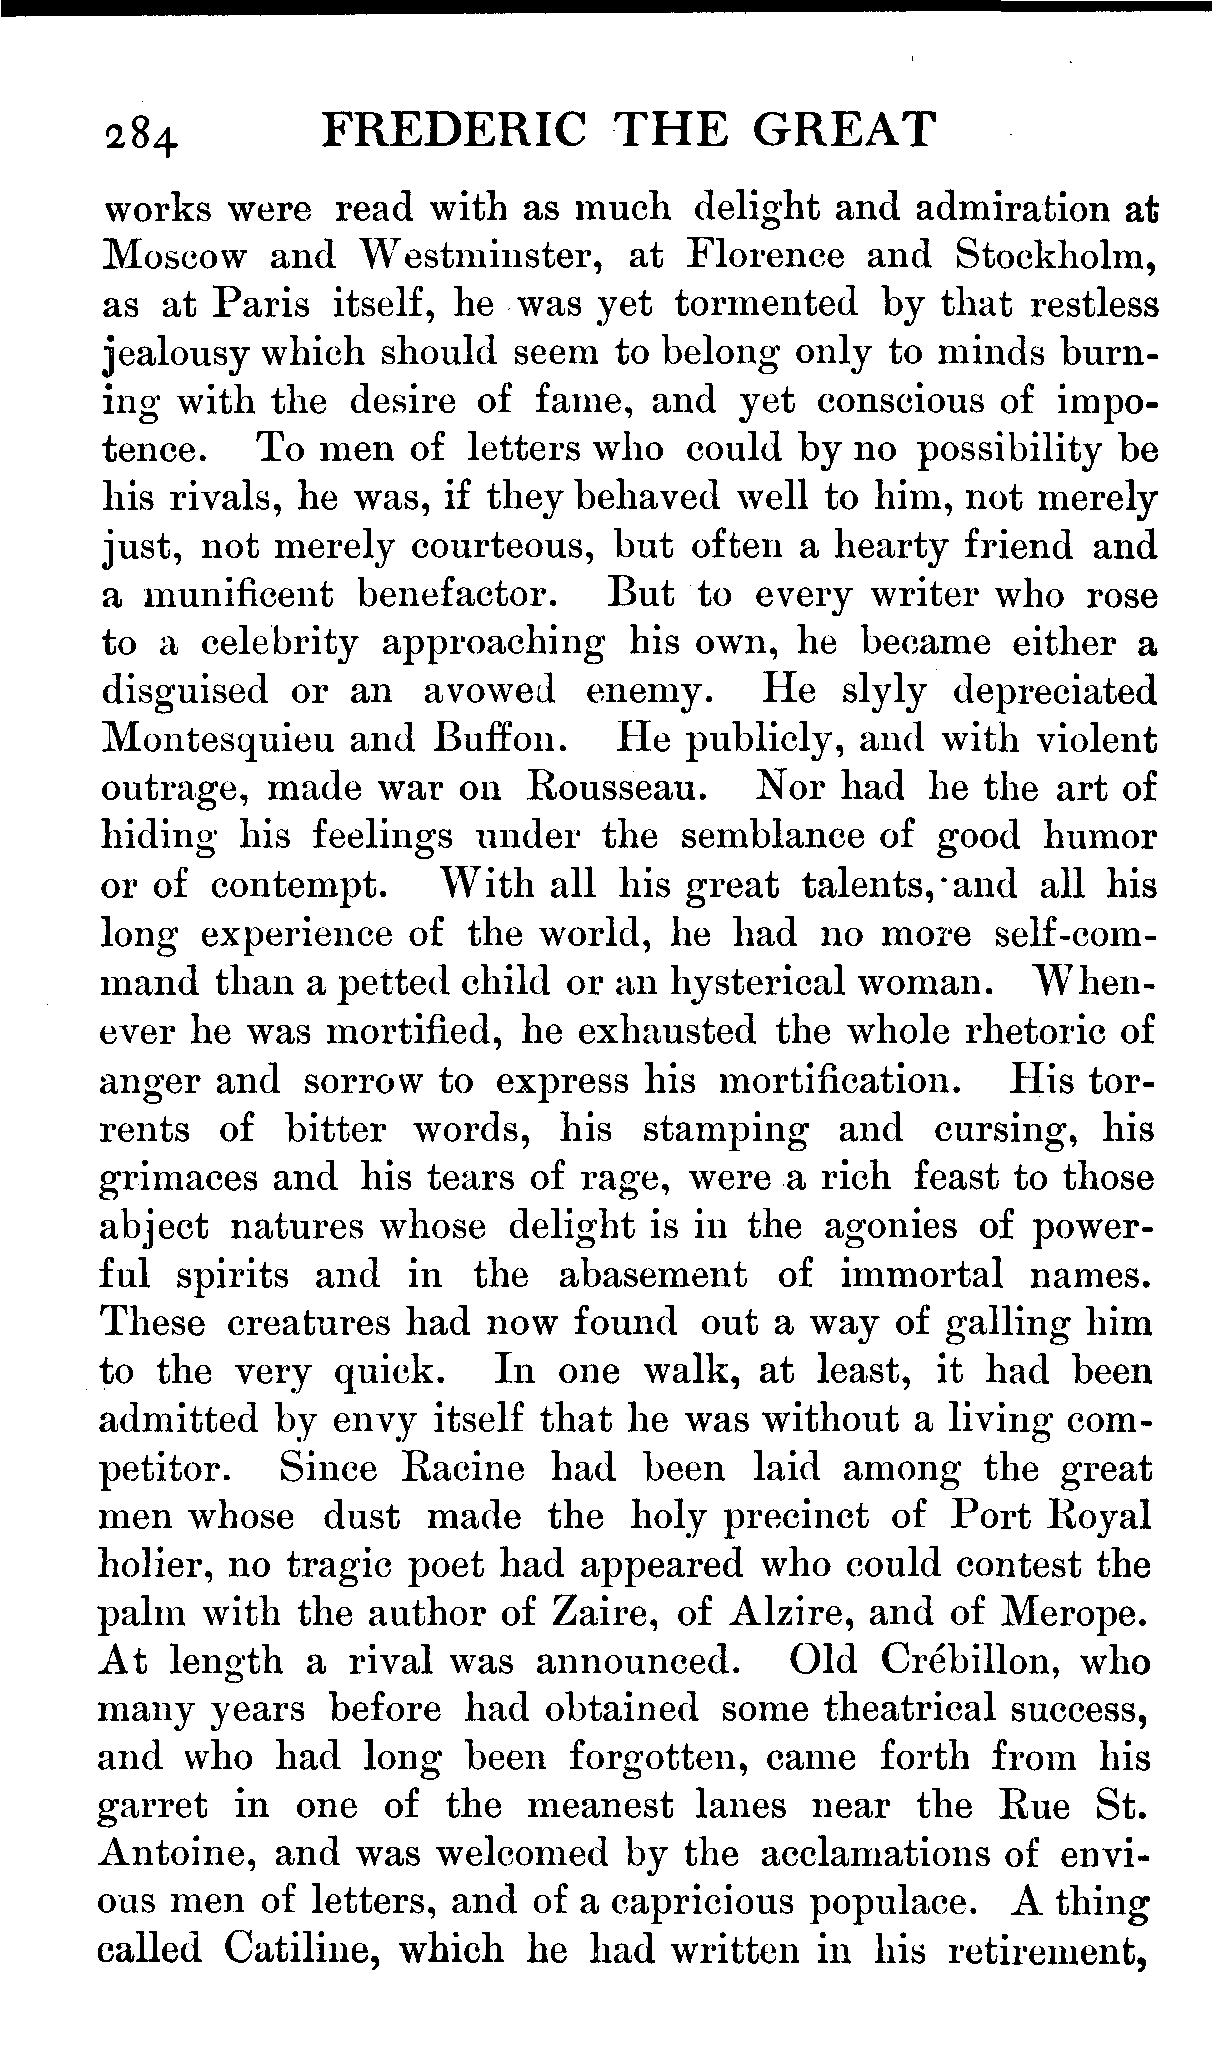 284 FREDERIC THE GREAT
works were read with as much delight and admiration at
Moscow and Westminster, at Florence and Stockholm,
as at Paris itself, he was yet tormented by that restless
jealousy which should seem to belong only to minds burn-
ing with the desire of fame, and yet conscious of impo-
tence. To men of letters who could by no possibility be
his rivals, he was, if they behaved well to him, not merely
just, not merely courteous, but often a hearty friend and
a munificent benefactor. But to every writer who rose
to a celebrity approaching his own, he became either a
disguised or an avowed enemy. He slyly depreciated
Montesquieu and Buffon. He publicly, and with violent
outrage, made war on Rousseau. Nor had he the art of
hiding his feelings under the semblance of good humor
or of contempt. With all his great talents, and all his
long experience of the world, he had no more self-com-
mand than a petted child or an hysterical woman. When-
ever he was mortified, he exhausted the whole rhetoric of
anger and sorrow to express his mortification. His tor-
rents of bitter words, his stamping and cursing, his
grimaces and his tears of rage, were a rich feast to those
abject natures whose delight is in the agonies of power-
ful spirits and in the abasement of immortal names.
These creatures had now found out a way of galling him
to the very quick. In one walk, at least, it had been
admitted by envy itself that he was without a living com-
petitor. Since Racine had been laid among the great
men whose dust made the holy precinct of Port Royal
holier, no tragic poet had appeared who could contest the
palm with the author of Zaire, of Alzire, and of Merope.
At length a rival was announced. Old Crébillon, who
many years before had obtained some theatrical success,
and who had long been forgotten, came forth from his
garret in one of the meanest lanes near the Rue St.
Antoine, and was welcomed by the acclamations of envi-
ous men of letters, and of a capricious populace. A thing
called Catiline, which he had written in his retirement,